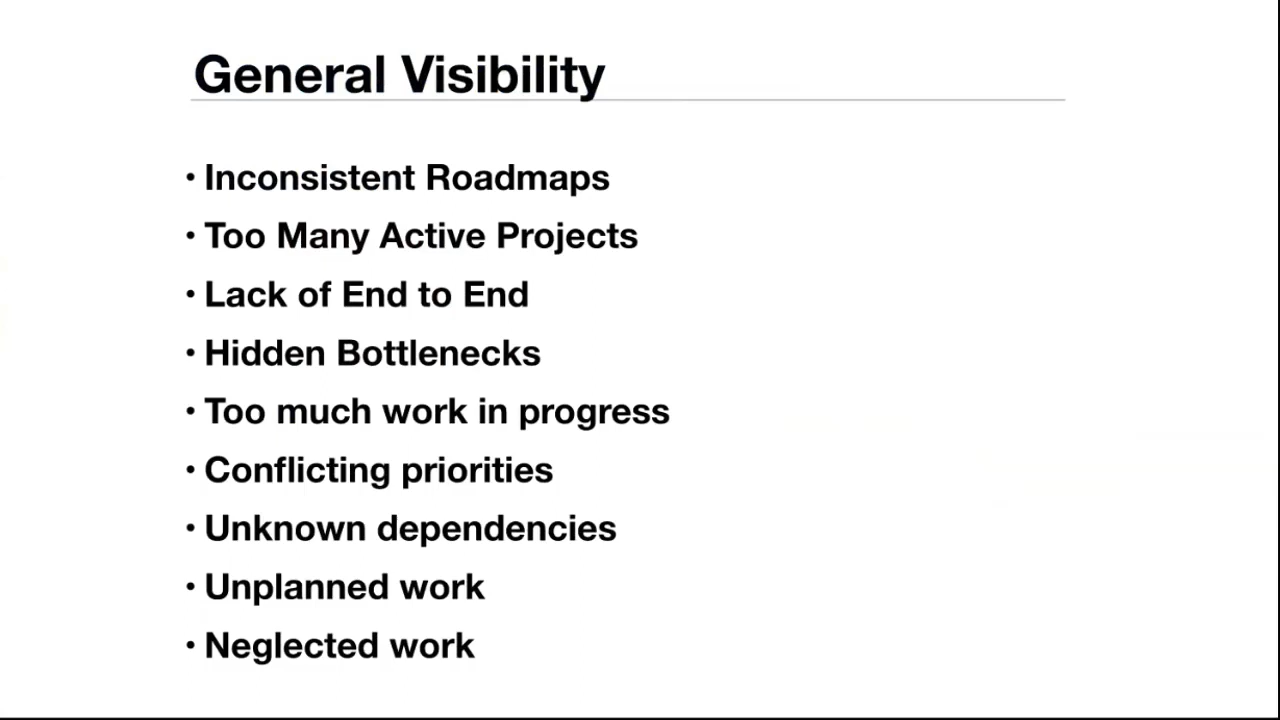 General Visibility
• Inconsistent Roadmaps
• Too Many Active Projects
• Lack of End to End
• Hidden Bottlenecks
• Too much work in progress
• Conflicting priorities
• Unknown dependencies
• Unplanned work
• Neglected work